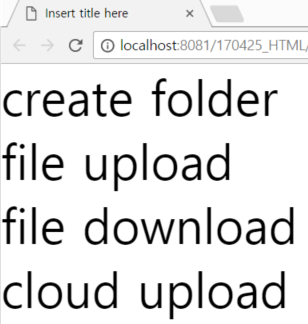 Insert title here
localhost:8081/170425_HTML/
create folder
file upload
file download
cloud upload